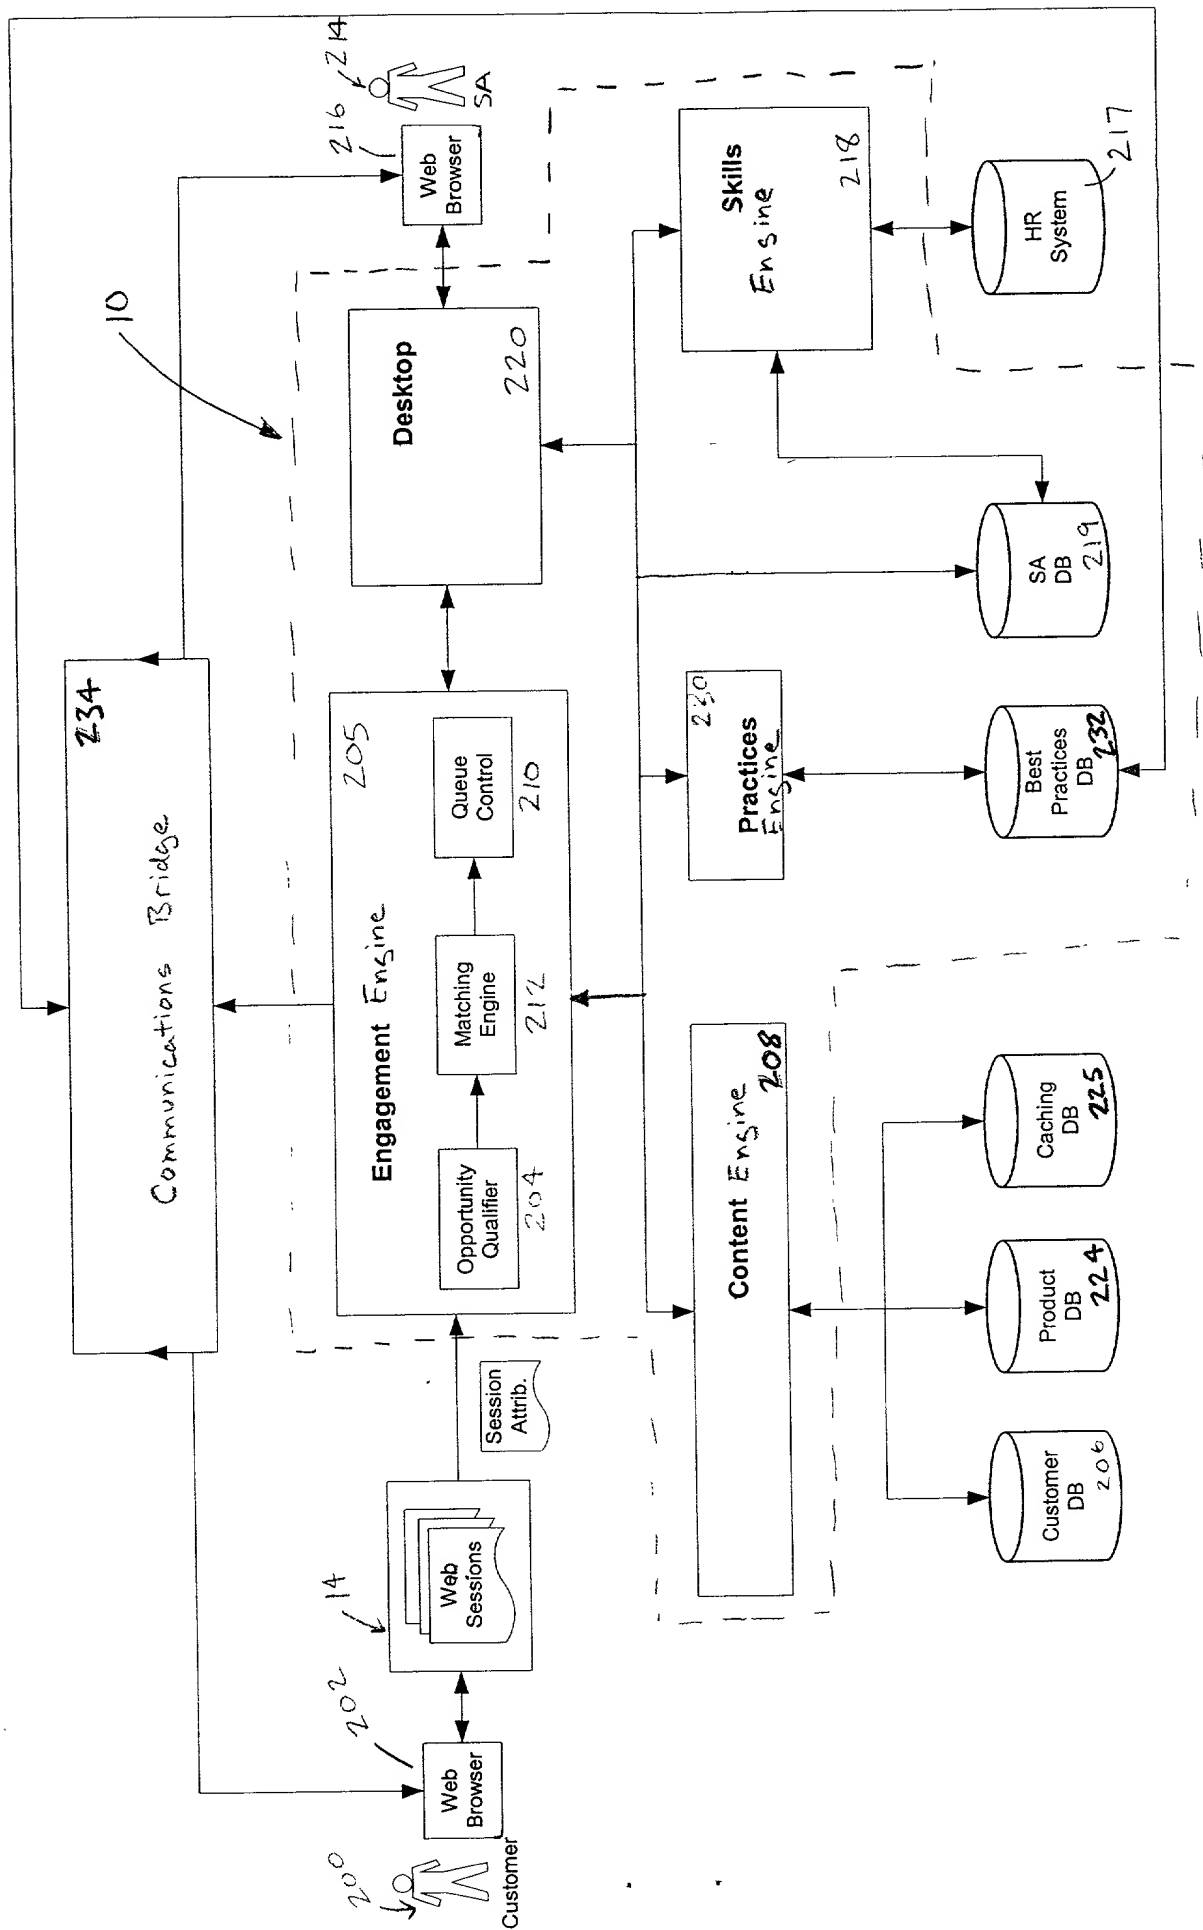 234
Communications Bridge
10
200
Customer
202
Web
Browser
14
Web
Sessions
Session
Attrib.
205
Engagement Engine
Opportunity
Qualifier
204
Matching
Engine
212
Queue
Control
210
Desktop
220
216
Web
Browser
214
SA
Content Engine
208
230
Practices
Engine
Skills
Engine
218
Customer
DB
206
Product
DB
224
Caching
DB
225
Best
Practices
DB
232
SA
DB
219
HR
System
217